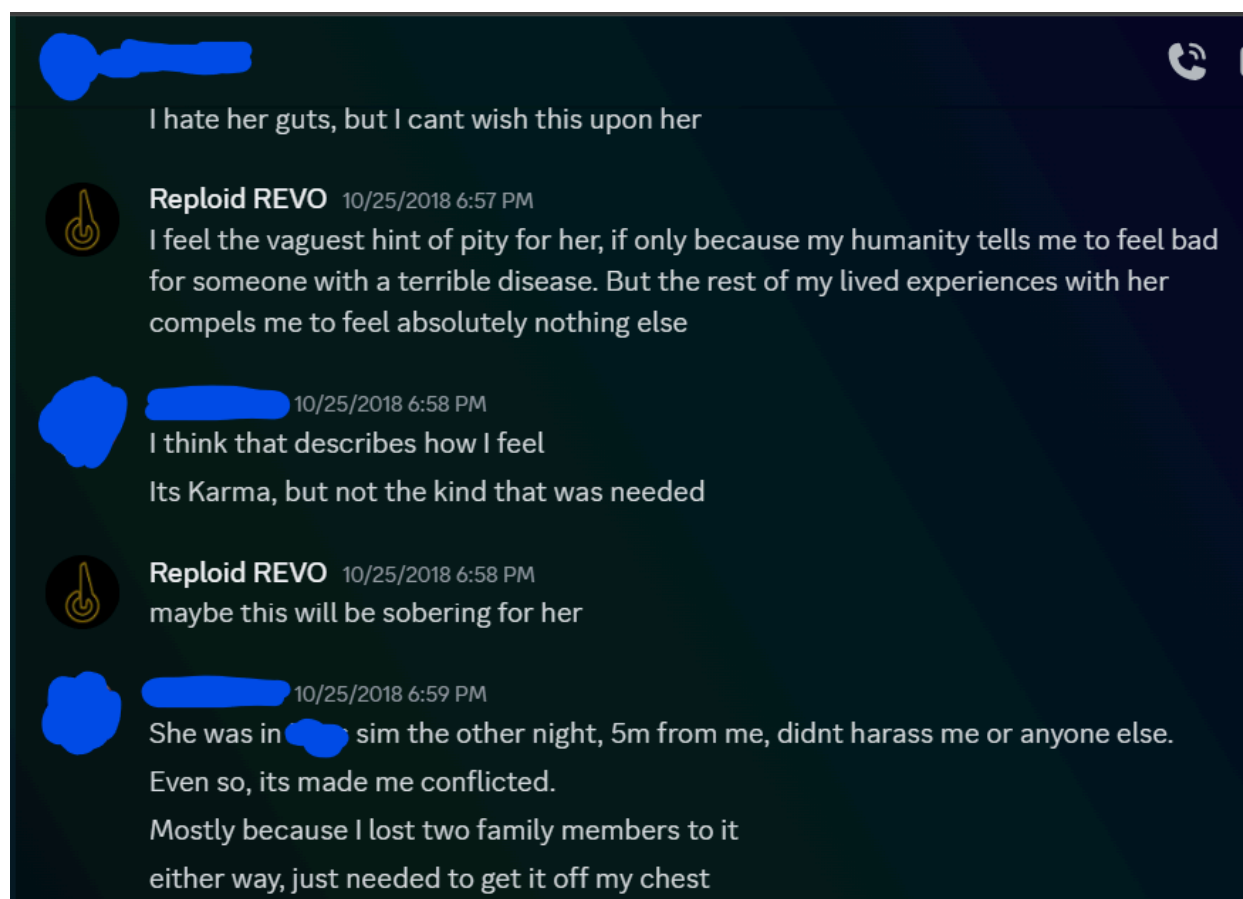 I hate her guts, but I cant wish this upon her
Reploid REVO 10/25/2018 6:57 PM
I feel the vaguest hint of pity for her, if only because my humanity tells me to feel bad
for someone with a terrible disease. But the rest of my lived experiences with her
compels me to feel absolutely nothing else
10/25/2018 6:58 PM
I think that describes how I feel
Its Karma, but not the kind that was needed
Reploid REVO 10/25/2018 6:58 PM
maybe this will be sobering for her
10/25/2018 6:59 PM
She was in sim the other night, 5m from me, didnt harass me or anyone else.
Even so, its made me conflicted.
Mostly because I lost two family members to it
either way, just needed to get it off my chest